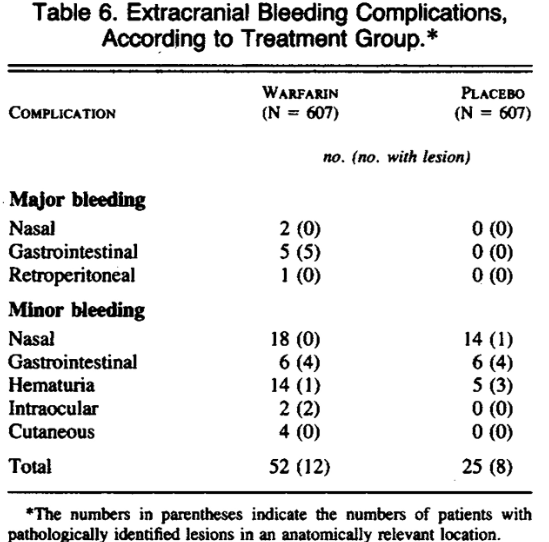 Table 6. Extracranial Bleeding Complications,
According to Treatment Group.*
COMPLICATION WARFARIN (N = 607) PLACEBO (N = 607)
no. (no. with lesion)
Major bleeding
Nasal 2 (0) 0 (0)
Gastrointestinal 5 (5) 0 (0)
Retroperitoneal 1 (0) 0 (0)
Minor bleeding
Nasal 18 (0) 14 (1)
Gastrointestinal 6 (4) 6 (4)
Hematuria 14 (1) 5 (3)
Intraocular 2 (2) 0 (0)
Cutaneous 4 (0) 0 (0)
Total 52 (12) 25 (8)
*The numbers in parentheses indicate the numbers of patients with
pathologically identified lesions in an anatomically relevant location.